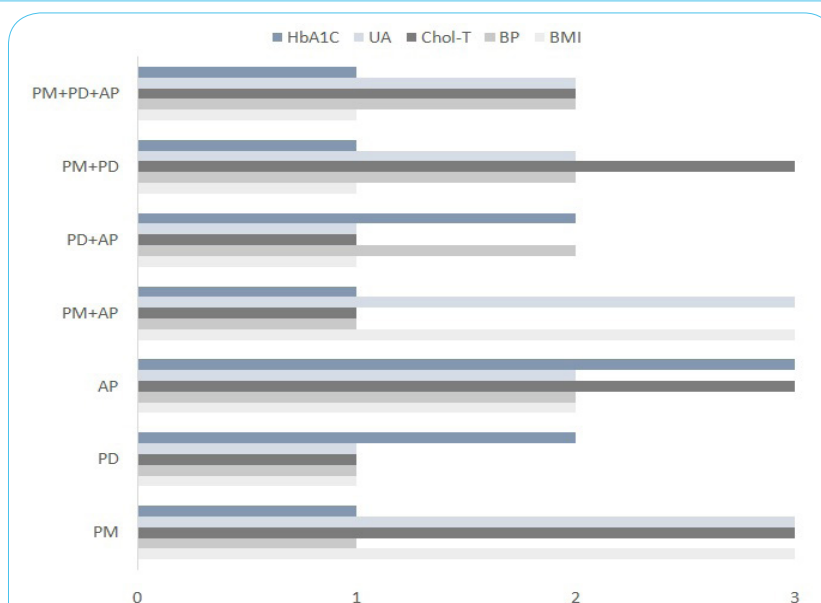 HbA1C UA Chol-T BP BMI
PM+PD+AP
PM+PD
PD+AP
PM+AP
AP
PD
PM
0 1 2 3